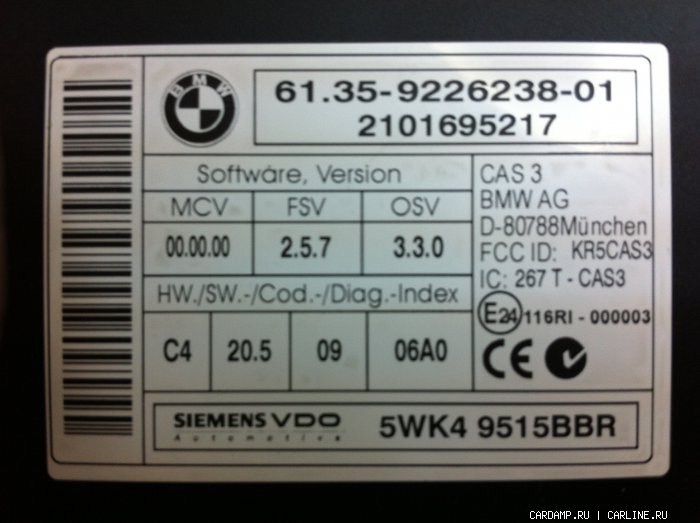 BMW
61.35-9226238-01
2101695217
Software, Version
MCV FSV OSV
00.00.00 2.5.7 3.3.0
HW./SW.-/Cod.-/Diag.-Index
C4 20.5 09 06A0
CAS 3
BMW AG
D-80788München
FCC ID: KR5CAS3
IC: 267 T - CAS3
E24 116RI - 000003
CE
SIEMENS VDO
Automotive
5WK4 9515BBR
CARDAMP.RU | CARLINE.RU